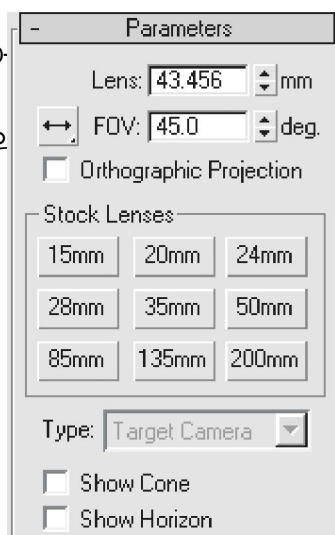 - Parameters
Lens: 43.456 mm
FOV: 45.0 deg.
Orthographic Projection
Stock Lenses
15mm 20mm 24mm
28mm 35mm 50mm
85mm 135mm 200mm
Type: Target Camera
Show Cone
Show Horizon